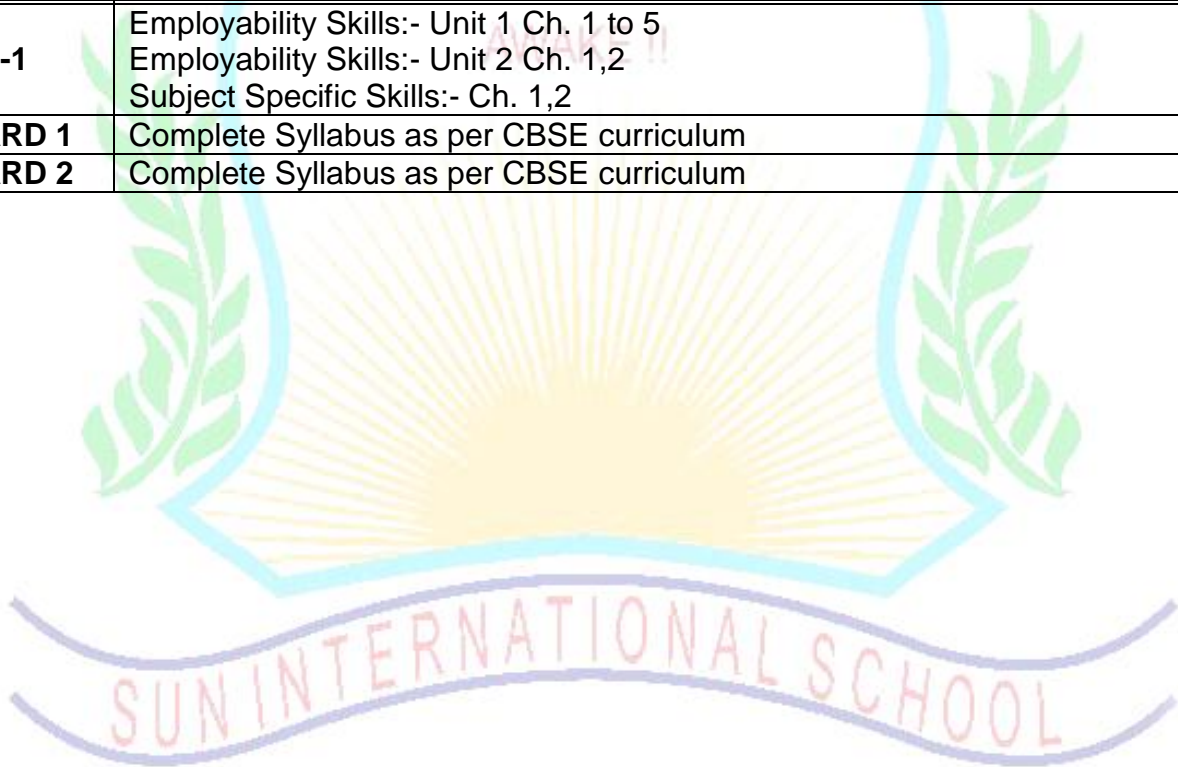 Employability Skills:- Unit 1 Ch. 1 to 5
AWAKE !!
-1 Employability Skills:- Unit 2 Ch. 1,2
Subject Specific Skills:- Ch. 1,2
RD 1 Complete Syllabus as per CBSE curriculum
RD 2 Complete Syllabus as per CBSE curriculum
SUN INTERNATIONAL SCHOOL